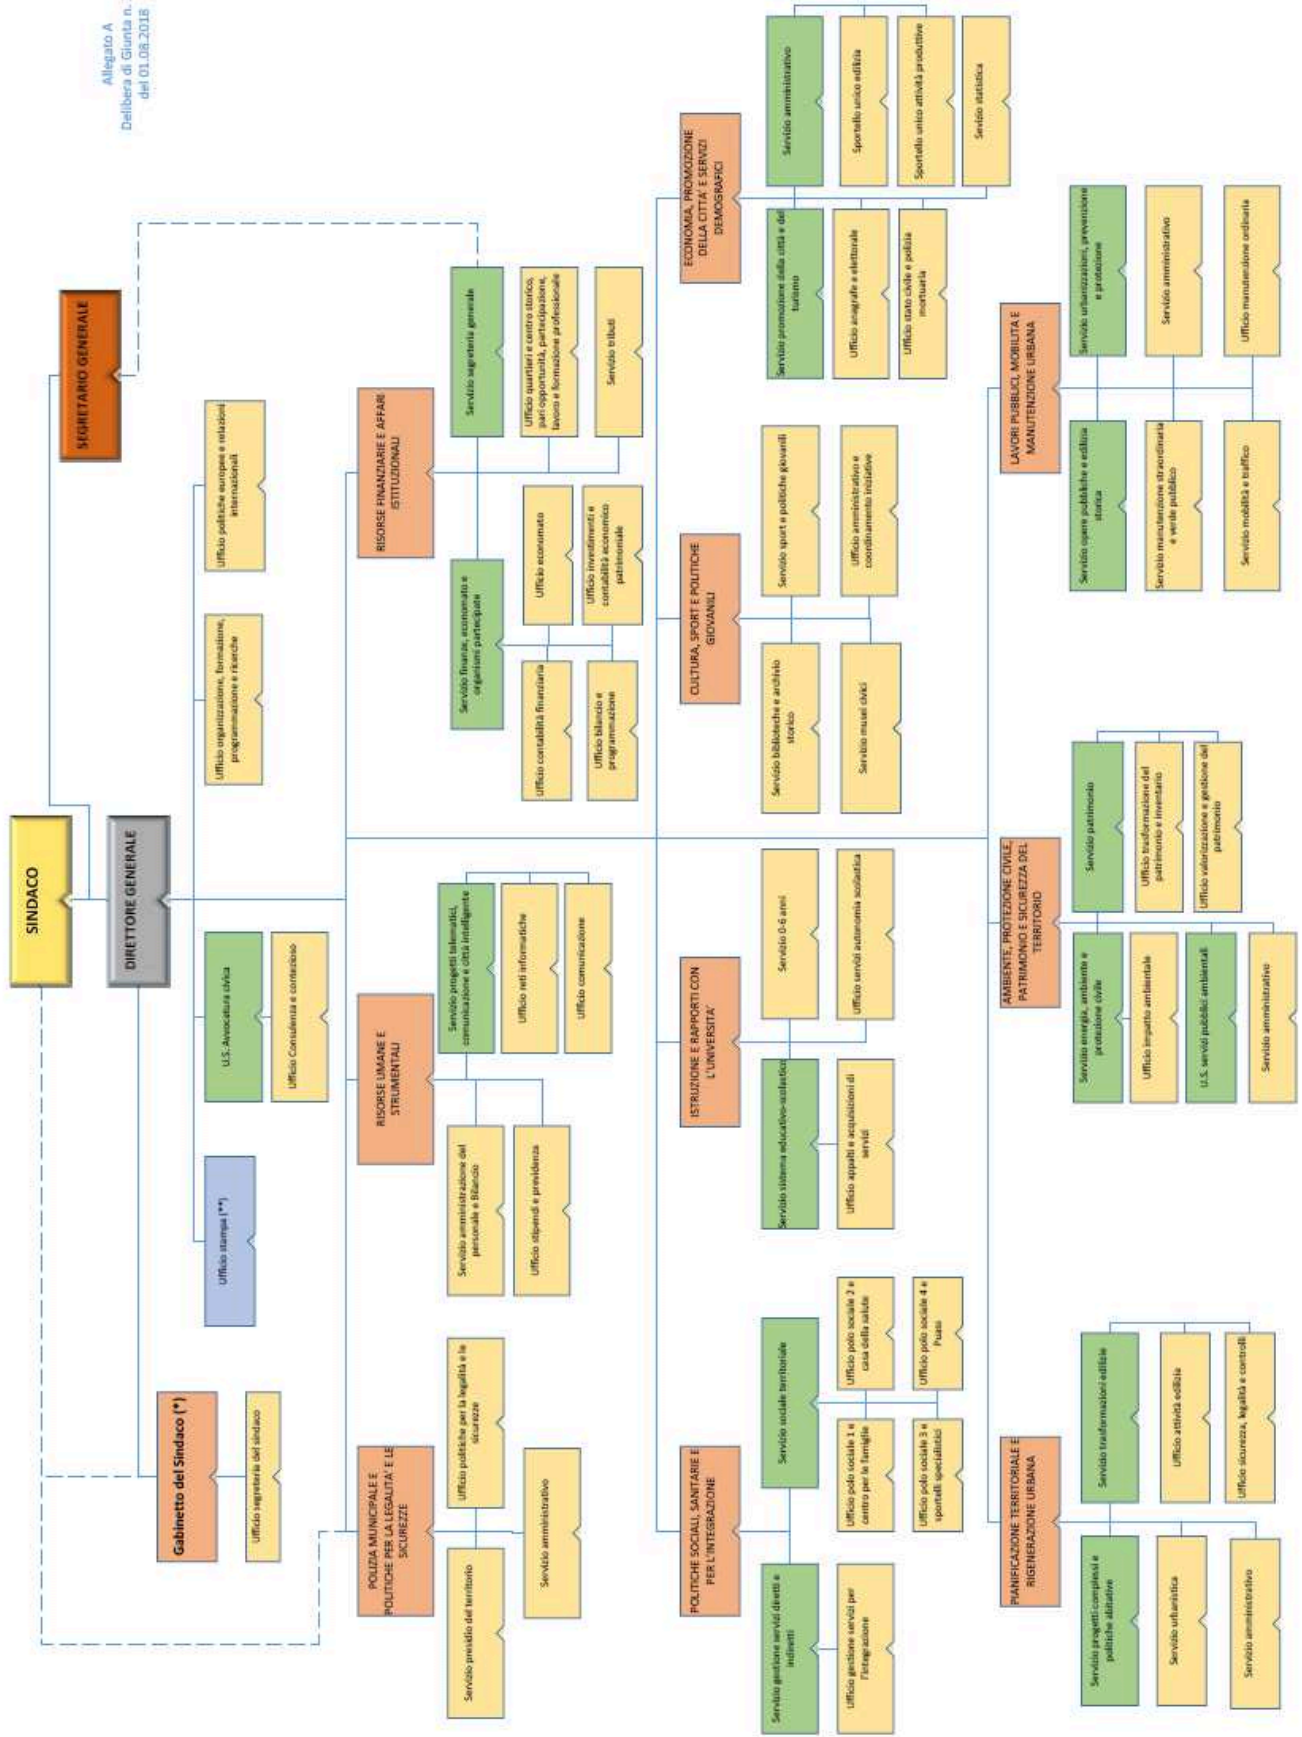 Allegato A
Delibera di Giunta n.
del 01.08.2018
SINDACO
SEGRETARIO GENERALE
DIRETTORE GENERALE
Gabinetto del Sindaco (*)
Ufficio segreteria del sindaco
Ufficio stampa (**)
U.S. Avvocatura civica
Ufficio Consulenza e contezioso
Ufficio organizzazione, formazione,
programmazione e ricerche
Ufficio politiche europee e relazioni
internazionali
POLIZIA MUNICIPALE E
POLITICHE PER LA LEGALITA' E LE
SICUREZZE
Servizio presidio del territorio
Ufficio politiche per la legalità e le
sicurezze
Servizio amministrativo
RISORSE UMANE E
STRUMENTALI
Servizio amministrazione del
personale e Bilancio
Ufficio stipendi e previdenza
Servizio progetti telematici,
comunicazione e città intelligente
Ufficio reti informatiche
Ufficio comunicazione
RISORSE FINANZIARIE E AFFARI
ISTITUZIONALI
Servizio finanze, economato e
organismi partecipate
Ufficio contabilità finanziaria
Ufficio economato
Ufficio bilancio e
programmazione
Ufficio investimenti e
contabilità economico
patrimoniale
Servizio segreteria generale
Ufficio quartieri e centro storico,
pari opportunità, partecipazione,
lavoro e formazione professionale
Servizio tributi
POLITICHE SOCIALI, SANITARIE E
PER L'INTEGRAZIONE
Servizio gestione servizi diretti e
indiretti
Ufficio gestione servizi per
l'integrazione
Servizio sociale territoriale
Ufficio polo sociale 1 e
centro per le famiglie
Ufficio polo sociale 2 e
casa della salute
Ufficio polo sociale 3 e
sportelli specialistici
Ufficio polo sociale 4 e
Puass
ISTRUZIONE E RAPPORTI CON
L'UNIVERSITA'
Servizio sistema educativo-scolastico
Ufficio appalti e acquisizioni di
servizi
Servizio 0-6 anni
Ufficio servizi autonomia scolastica
CULTURA, SPORT E POLITICHE
GIOVANILI
Servizio biblioteche e archivio
storico
Servizio musei civici
Servizio sport e politiche giovanili
Ufficio amministrativo e
coordinamento iniziative
ECONOMIA, PROMOZIONE
DELLA CITTA' E SERVIZI
DEMOGRAFICI
Servizio promozione della città e del
turismo
Ufficio anagrafe e elettorale
Ufficio stato civile e polizia
mortuaria
Servizio amministrativo
Sportello unico edilizia
Sportello unico attività produttive
Sevizio statistica
PIANIFICAZIONE TERRITORIALE E
RIGENERAZIONE URBANA
Servizio progetti complessi e
politiche abitative
Servizio urbanistica
Servizio amministrativo
Servizio trasformazioni edilizie
Ufficio attività edilizia
Ufficio sicurezza, legalità e controlli
AMBIENTE, PROTEZIONE CIVILE,
PATRIMONIO E SICUREZZA DEL
TERRITORIO
Servizio energia, ambiente e
protezione civile
Ufficio impatto ambientale
U.S. servizi pubblici ambientali
Servizio amministrativo
Servizio patrimonio
Ufficio trasformazione del
patrimonio e inventario
Ufficio valorizzazione e gestione del
patrimonio
LAVORI PUBBLICI, MOBILITA E
MANUTENZIONE URBANA
Servizio opere pubbliche e edilizia
storica
Servizio manutenzione straordinaria
e verde pubblico
Servizio mobilità e traffico
Servizio urbanizzazioni, prevenzione
e protezione
Servizio amministrativo
Ufficio manutenzione ordinaria